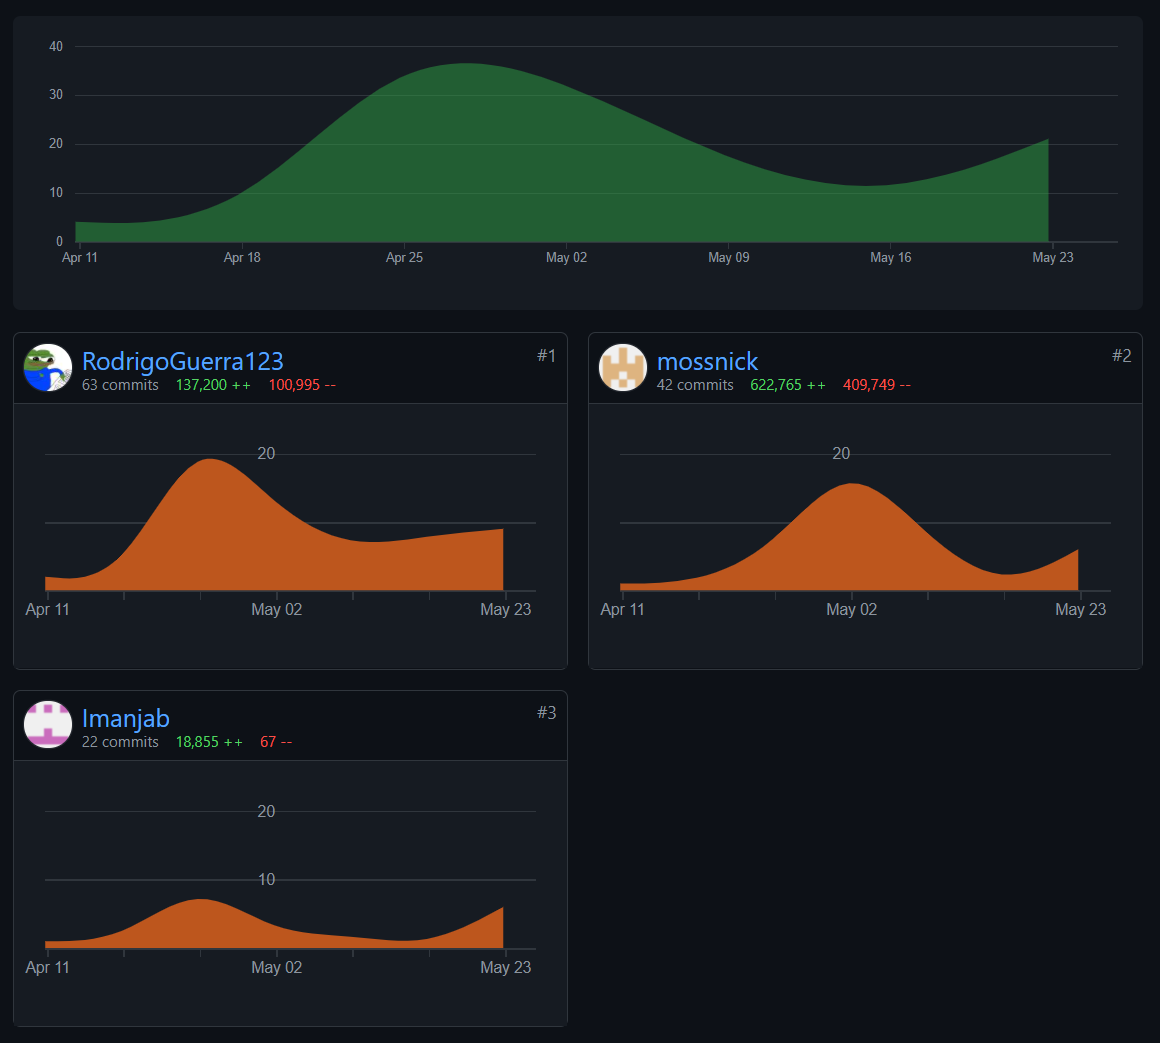 40
30
20
10
0
Apr 11 Apr 18 Apr 25 May 02 May 09 May 16 May 23
RodrigoGuerra123 #1
63 commits 137,200 ++ 100,995 --
20
Apr 11 May 02 May 23
mossnick #2
42 commits 622,765 ++ 409,749 --
20
Apr 11 May 02 May 23
lmanjab #3
22 commits 18,855 ++ 67 --
20
10
Apr 11 May 02 May 23